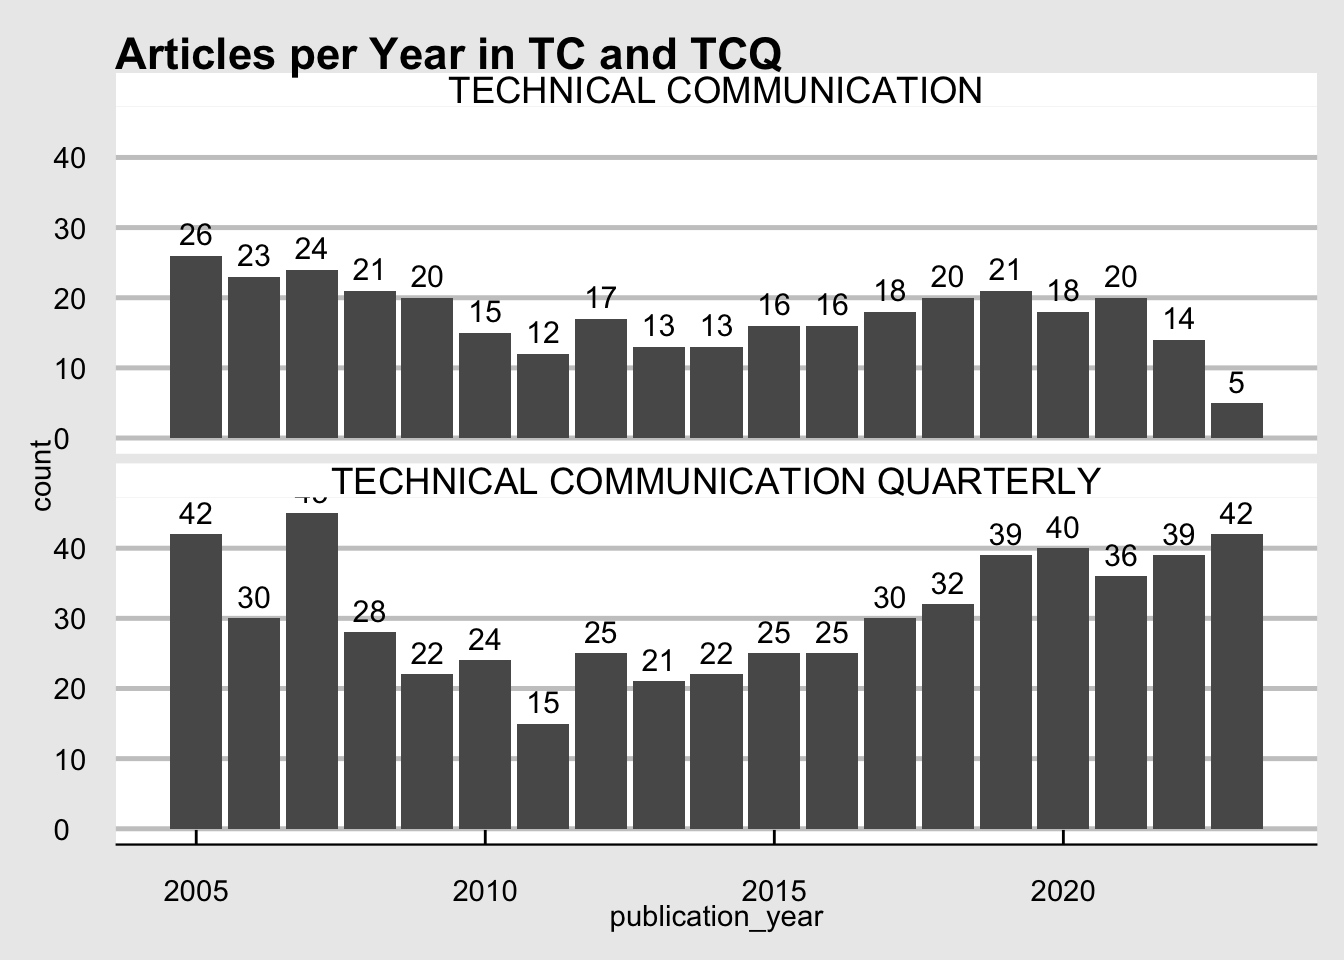 Articles per Year in TC and TCQ
TECHNICAL COMMUNICATION
40
30
20
10
0
26 23 24 21 20 15 12 17 13 13 16 16 18 20 21 18 20 14 5
count
TECHNICAL COMMUNICATION QUARTERLY
40
30
20
10
0
42 30 28 22 24 15 25 21 22 25 25 30 32 39 40 36 39 42
2005 2010 2015 2020
publication_year